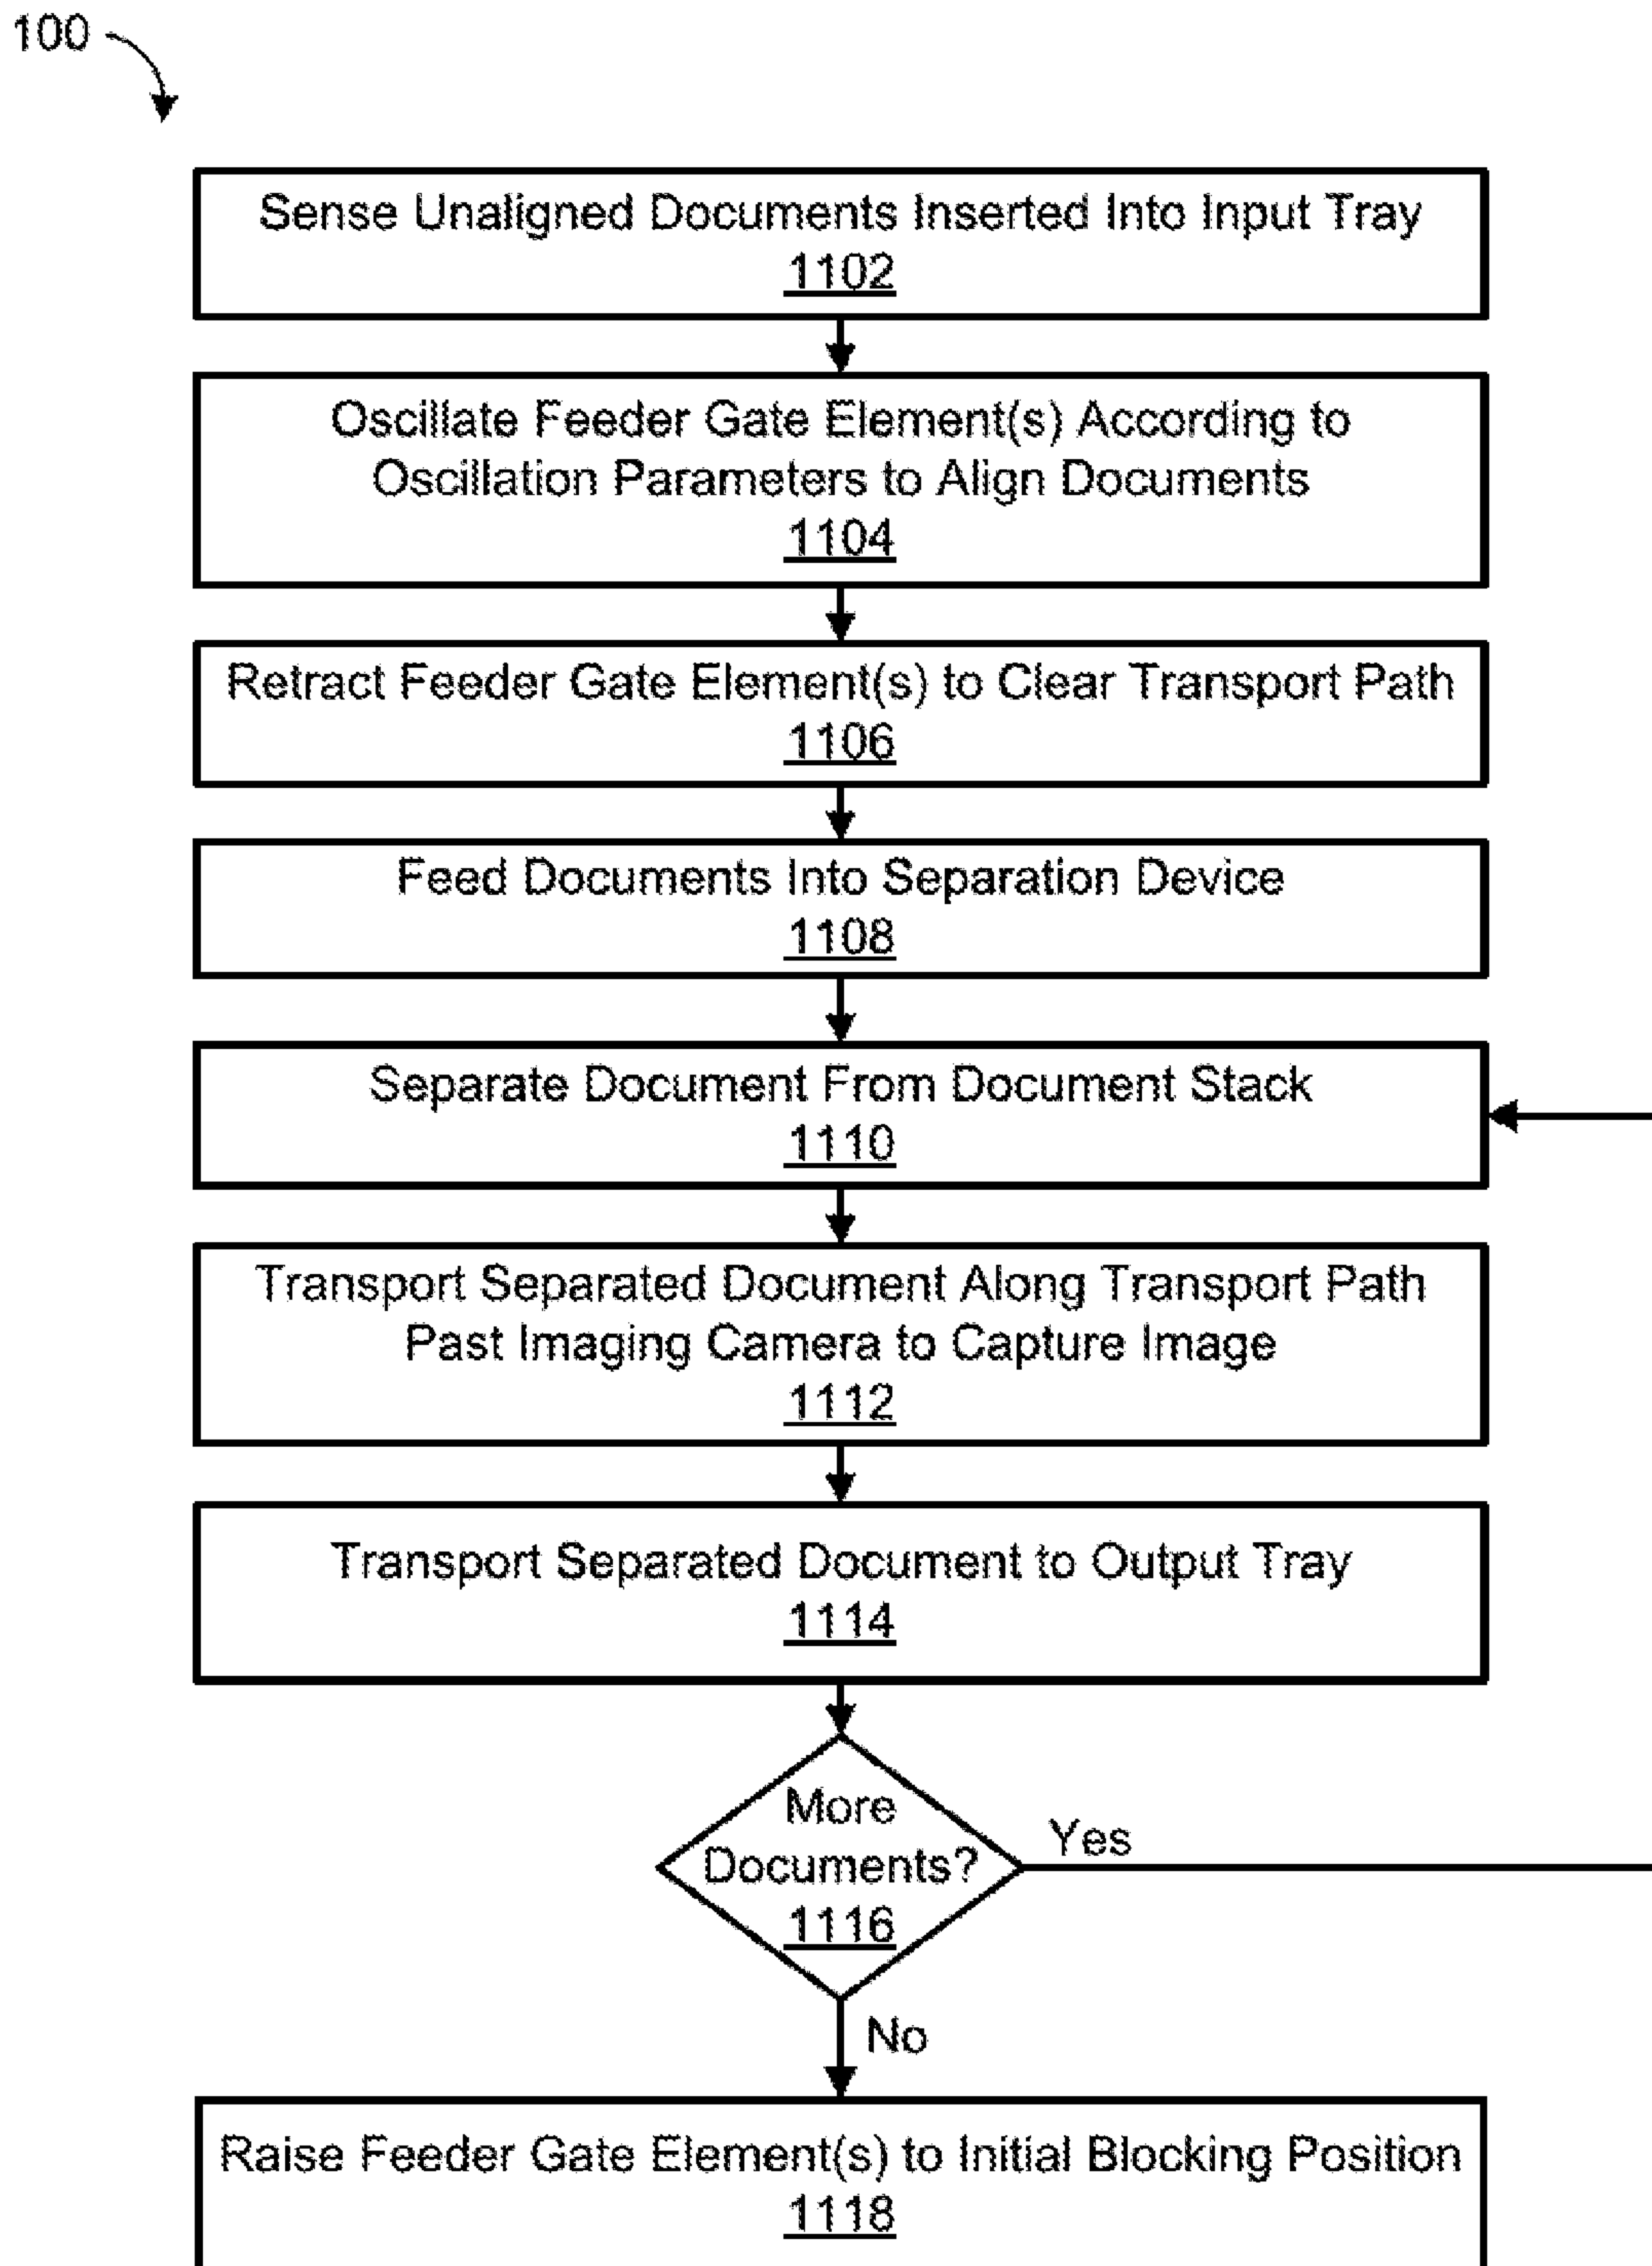 100
Sense Unaligned Documents Inserted Into Input Tray
1102
Oscillate Feeder Gate Element(s) According to
Oscillation Parameters to Align Documents
1104
Retract Feeder Gate Element(s) to Clear Transport Path
1106
Feed Documents Into Separation Device
1108
Separate Document From Document Stack
1110
Transport Separated Document Along Transport Path
Past Imaging Camera to Capture Image
1112
Transport Separated Document to Output Tray
1114
More
Documents?
1116
Yes
No
Raise Feeder Gate Element(s) to Initial Blocking Position
1118